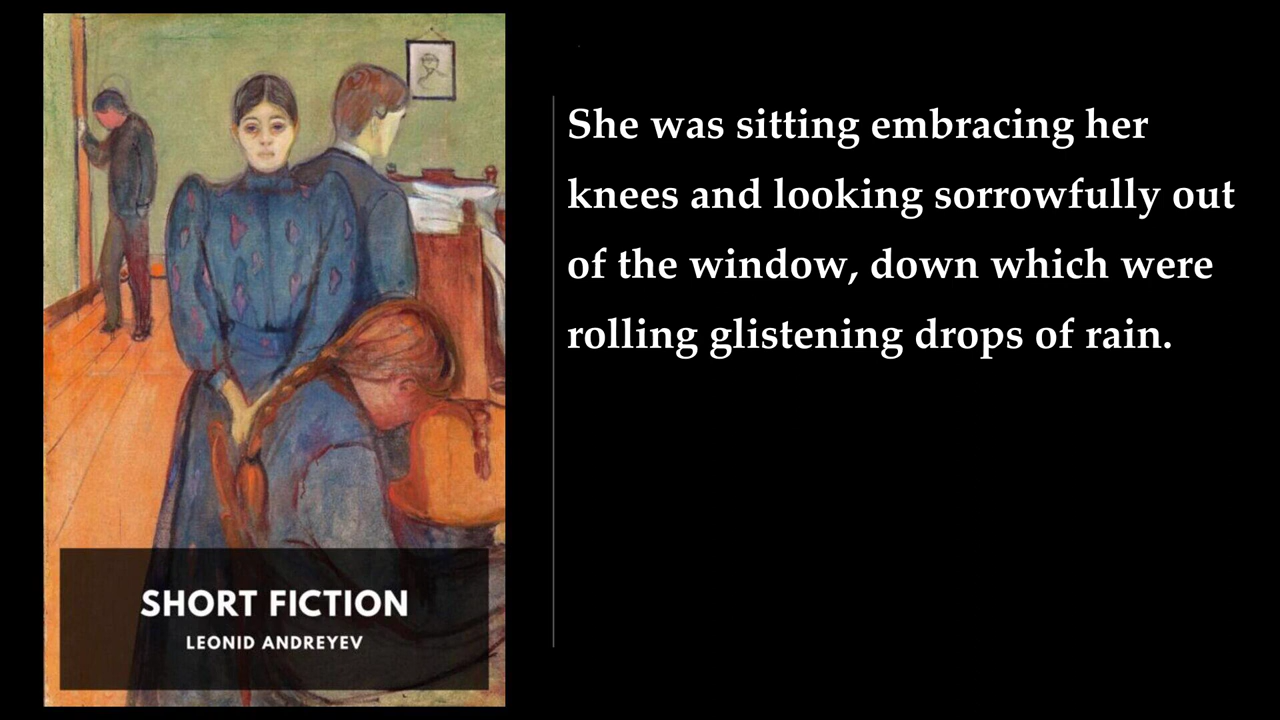 SHORT FICTION
LEONID ANDREYEV
She was sitting embracing her
knees and looking sorrowfully out
of the window, down which were
rolling glistening drops of rain.